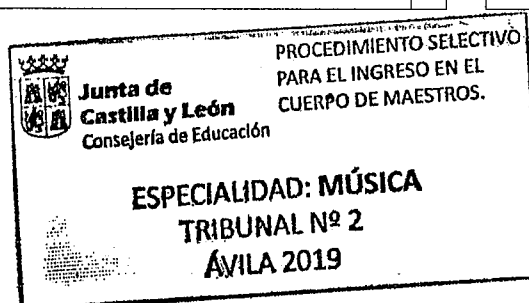 Junta de
Castilla y León
Consejería de Educación
PROCEDIMIENTO SELECTIVO
PARA EL INGRESO EN EL
CUERPO DE MAESTROS.
ESPECIALIDAD: MÚSICA
TRIBUNAL Nº 2
ÁVILA 2019